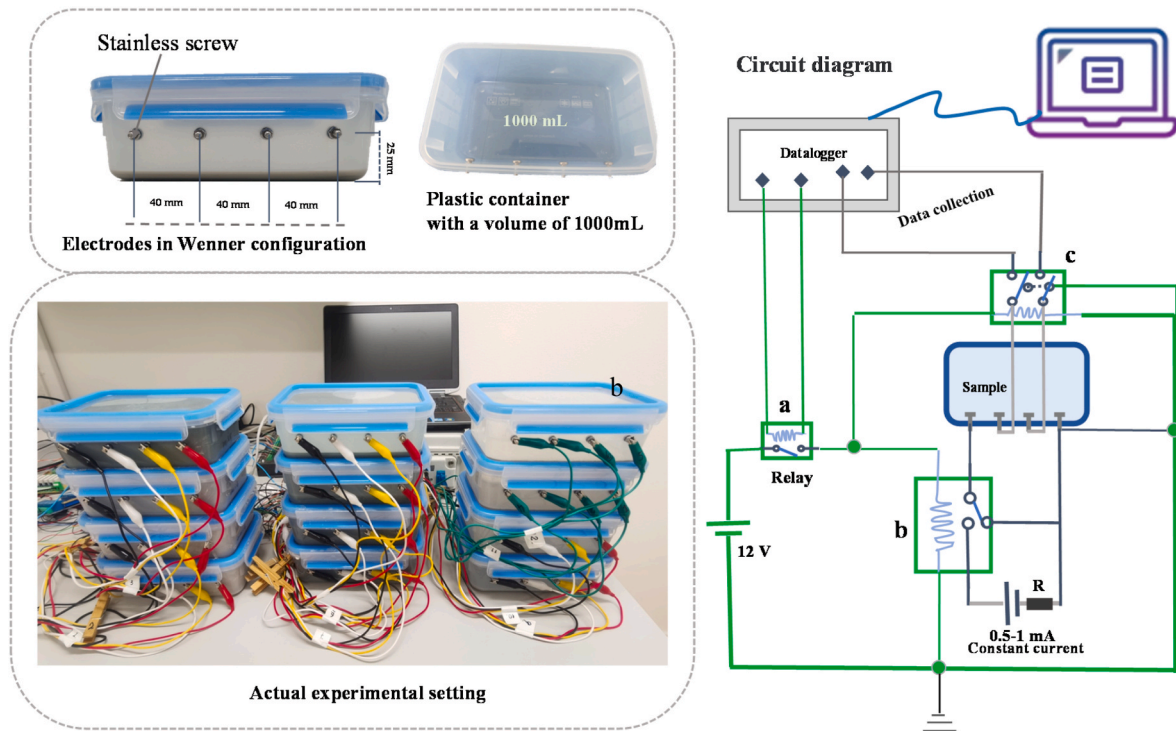 Stainless screw
1000 mL
25 mm
40 mm
40 mm
40 mm
Electrodes in Wenner configuration
Plastic container
with a volume of 1000mL
b
Actual experimental setting
Circuit diagram
Datalogger
Data collection
c
Sample
a
Relay
b
12 V
R
0.5-1 mA
Constant current
2